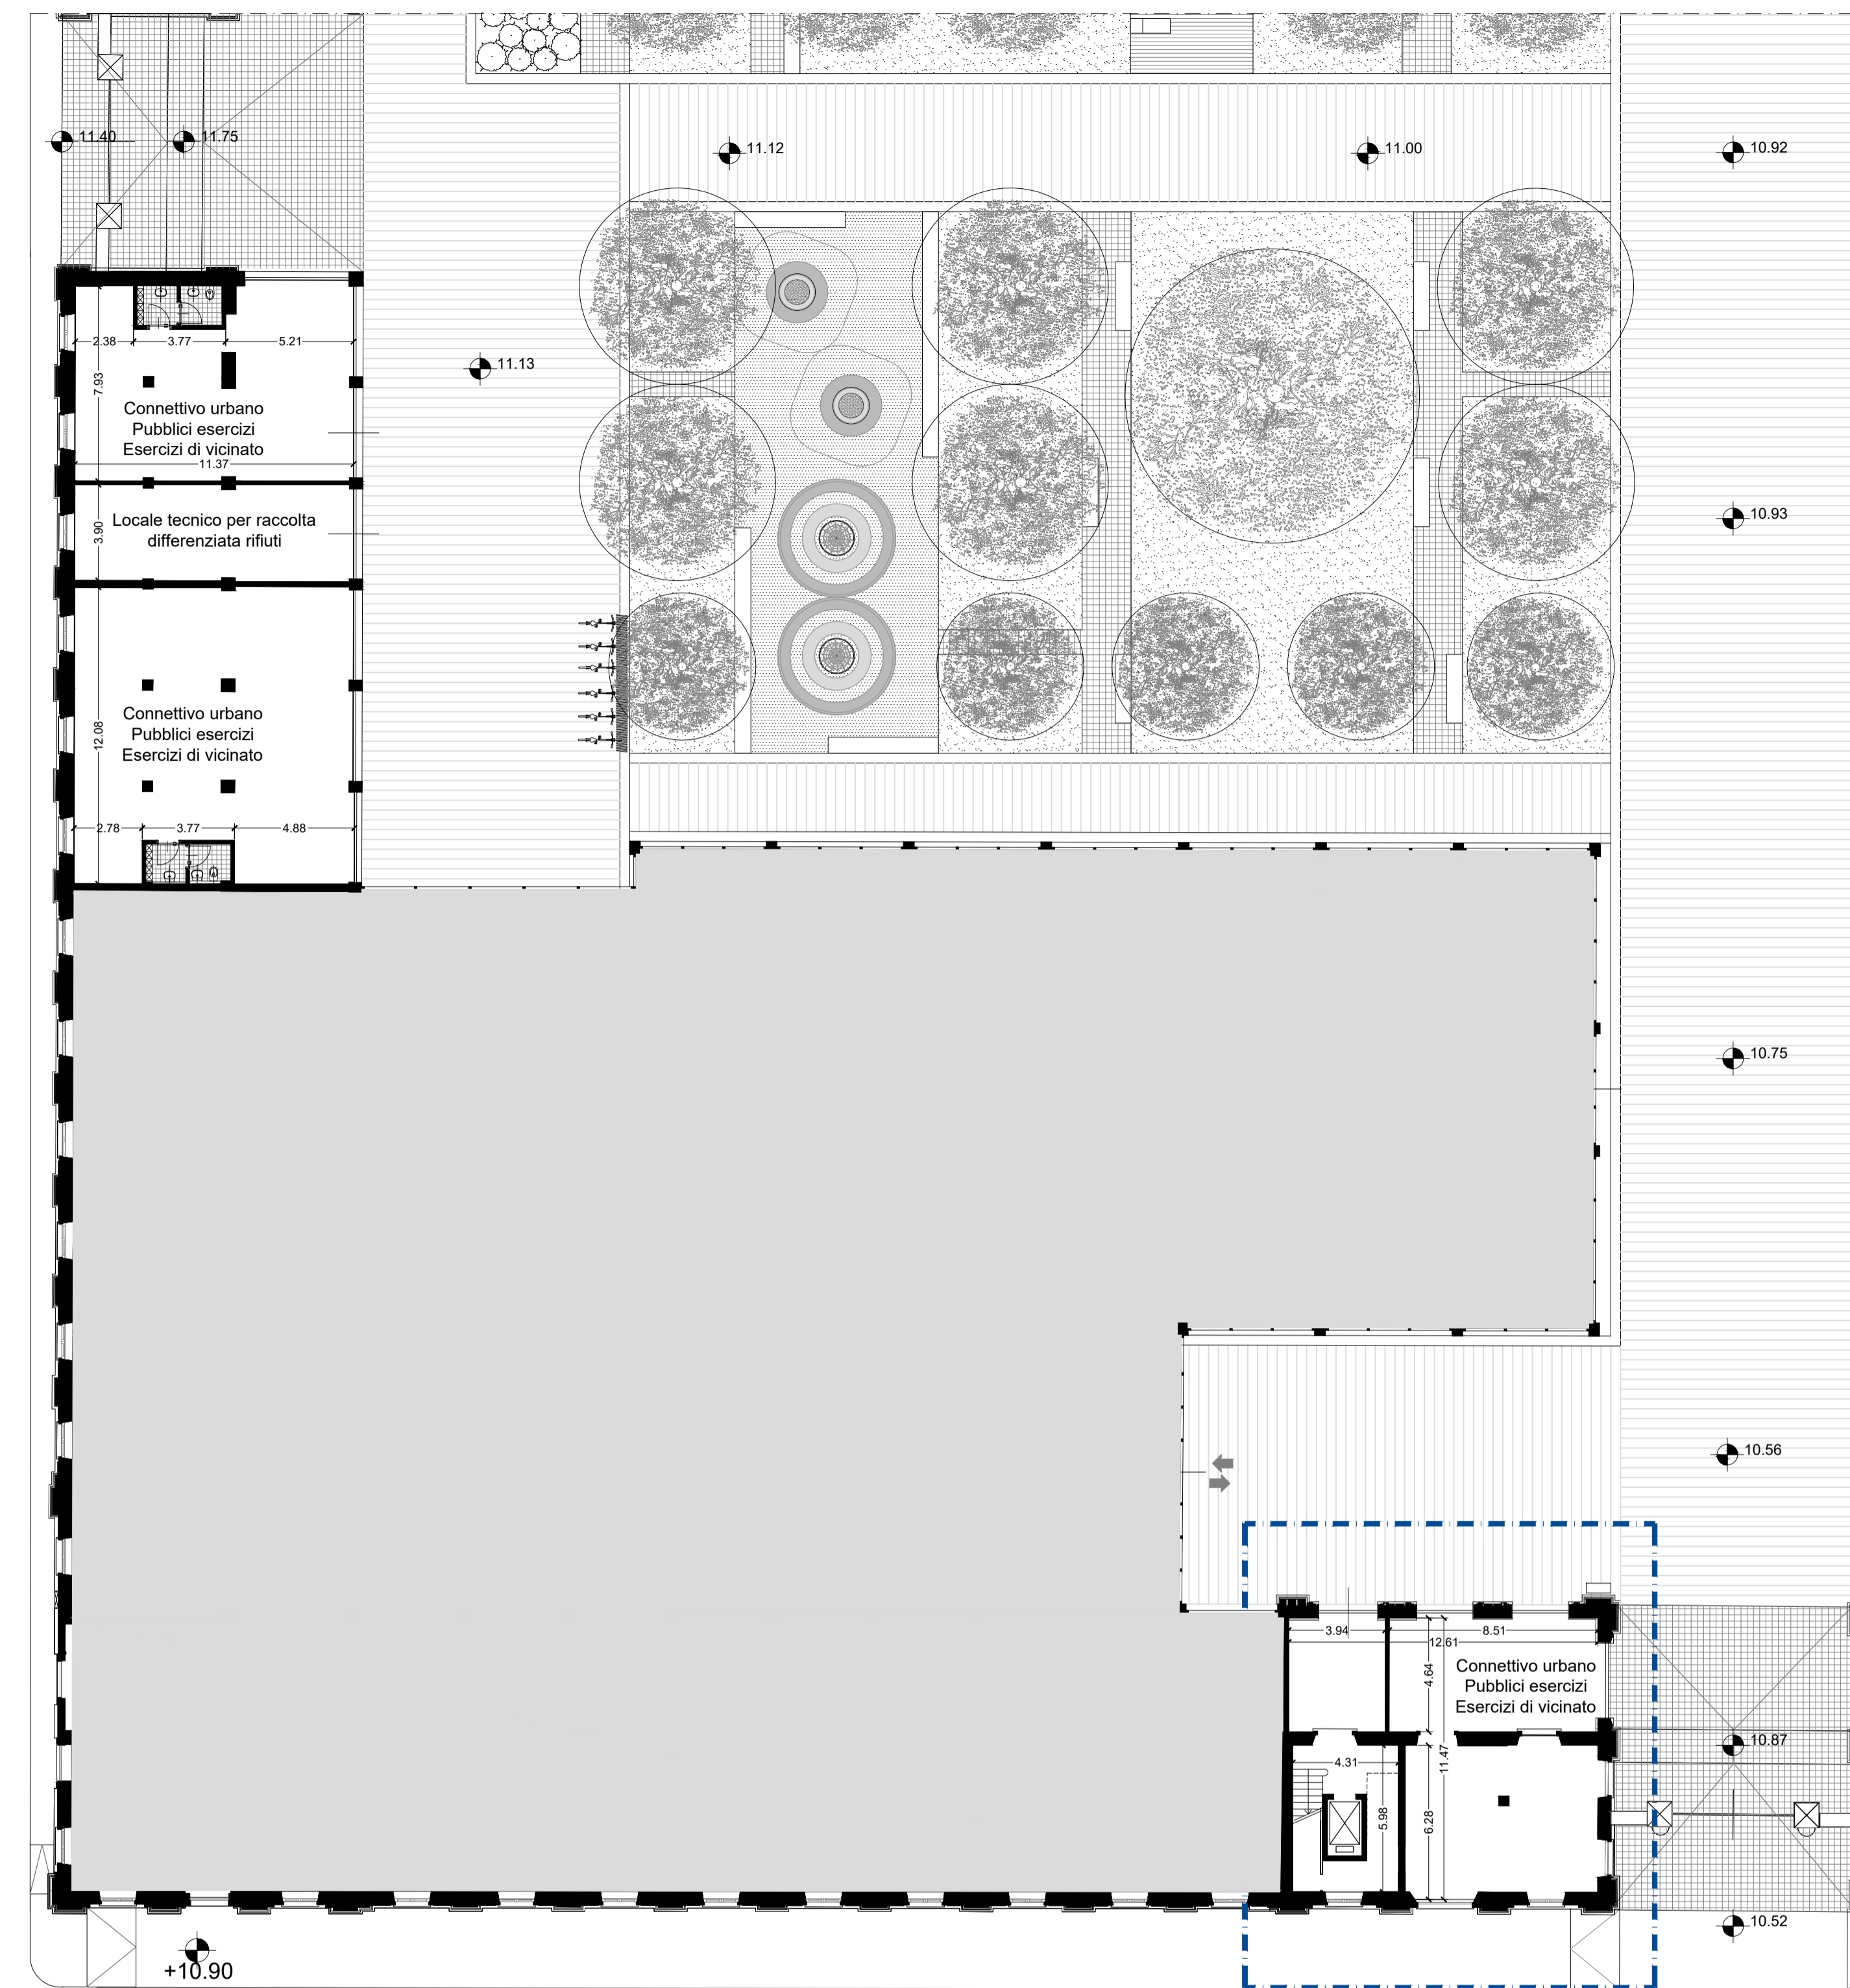 11.40
11.75
11.12
11.00
10.92
11.13
2.38
3.77
5.21
7.93
Connettivo urbano
Pubblici esercizi
Esercizi di vicinato
11.37
3.90
Locale tecnico per raccolta
differenziata rifiuti
10.93
12.08
Connettivo urbano
Pubblici esercizi
Esercizi di vicinato
2.78
3.77
4.88
10.75
10.56
3.94
8.51
12.61
4.64
Connettivo urbano
Pubblici esercizi
Esercizi di vicinato
11.47
10.87
4.31
5.98
6.28
10.52
+10.90